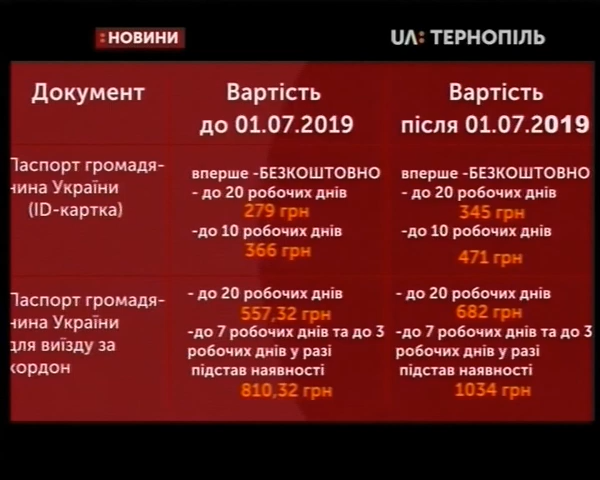 :НОВИНИ
UA: ТЕРНОПІЛЬ
Документ
Вартість
до 01.07.2019
Вартість
після 01.07.2019
Паспорт громадя-
нина України
(ID-картка)
вперше -БЕЗКОШТОВНО
- до 20 робочих днів
279 грн
-до 10 робочих днів
366 грн
вперше -БЕЗКОШТОВНО
- до 20 робочих днів
345 грн
-до 10 робочих днів
471 грн
Паспорт громадя-
нина України
для виїзду за
кордон
- до 20 робочих днів
557,32 грн
-до 7 робочих днів та до 3
робочих днів у разі
підстав наявності
810,32 грн
- до 20 робочих днів
682 грн
-до 7 робочих днів та до 3
робочих днів у разі
підстав наявності
1034 грн